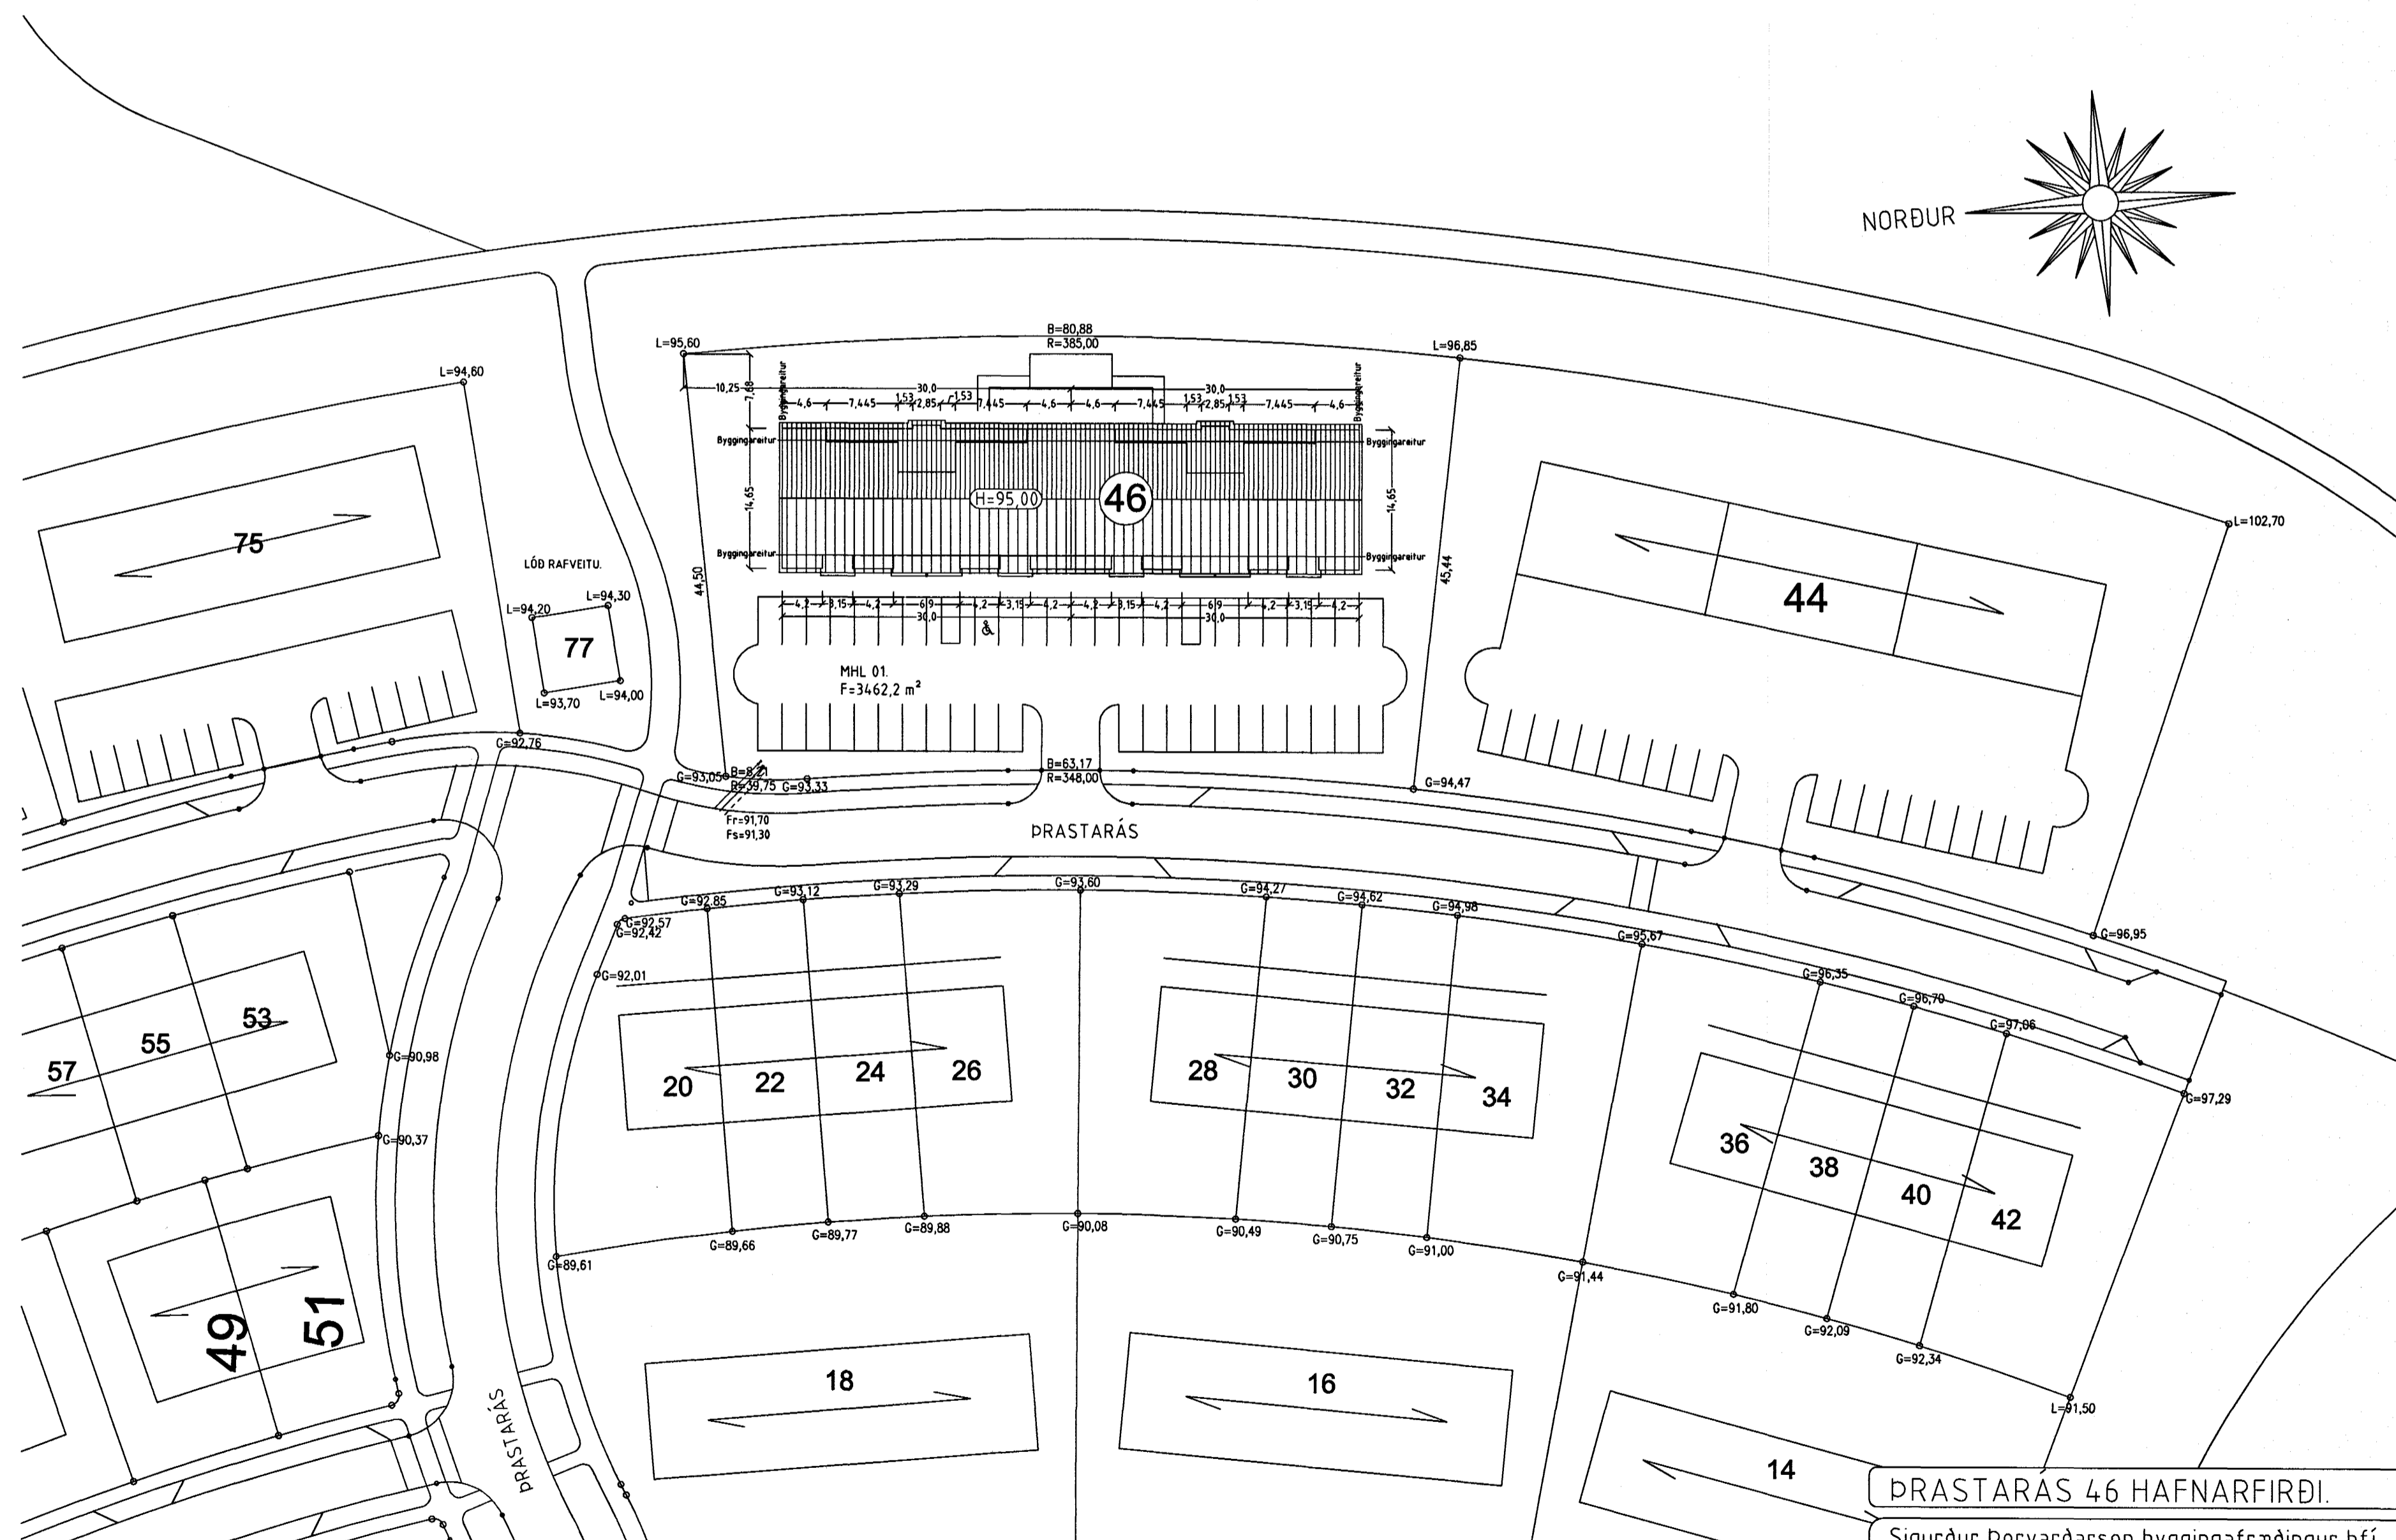 NORÐUR
B=80,88
R=385,00
L=95,60
L=96,85
L=94,60
10,25
30,0
30,0
7,68
Byggingareitur
Byggingareitur
4,6 7,445 1,53 2,85 1,53 7,445 4,6 4,6 7,445 1,53 2,85 1,53 7,445 4,6
Byggingareitur
Byggingareitur
14,65
H=95,00
46
14,65
Byggingareitur
Byggingareitur
L=102,70
75
LÓÐ RAFVEITU.
L=94,20
L=94,30
77
L=93,70
L=94,00
44,50
45,44
44
4,2 3,15 4,2 6,9 4,2 3,15 4,2 4,2 3,15 4,2 6,9 4,2 3,15 4,2
30,0
30,0
MHL 01.
F=3462,2 m²
G=92,76
G=93,05
R=39,75
G=93,33
B=63,17
R=348,00
G=94,47
Fr=91,70
Fs=91,30
ÞRASTARÁS
G=92,85
G=93,12
G=93,29
G=93,60
G=94,27
G=94,62
G=94,98
G=95,67
G=96,35
G=96,70
G=97,06
G=96,95
G=97,29
G=92,57
G=92,42
G=92,01
57
55
53
G=90,98
G=90,37
20
22
24
26
28
30
32
34
36
38
40
42
G=89,61
G=89,66
G=89,77
G=89,88
G=90,08
G=90,49
G=90,75
G=91,00
G=91,44
G=91,80
G=92,09
G=92,34
L=91,50
49
51
18
16
14
ÞRASTARÁS
ÞRASTARÁS 46 HAFNARFIRÐI.
Sigurður Þorvarðarson byggingafræðingur bfí